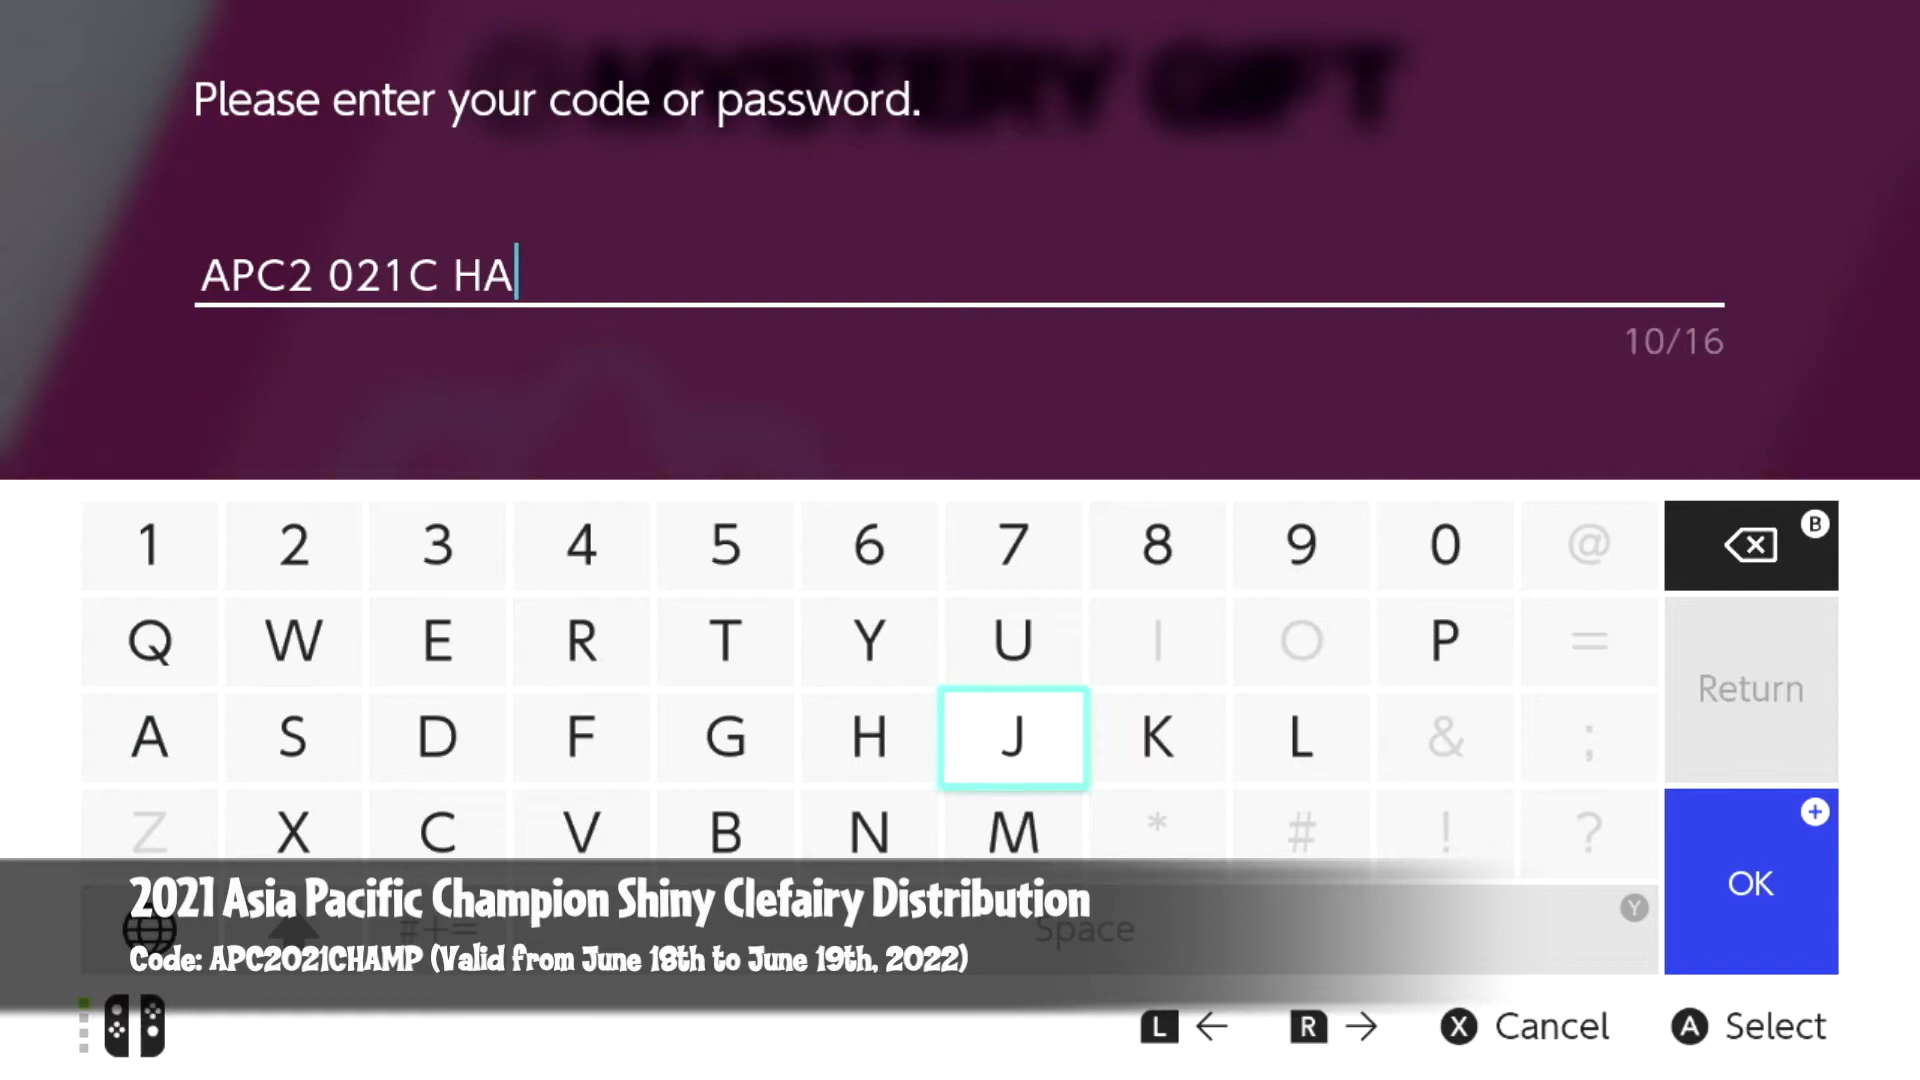 MYSTERY GIFT
Please enter your code or password.
APC2 021C HA
10/16
1 2 3 4 5 6 7 8 9 0 @ B
Q W E R T Y U I O P =
Return
A S D F G H J K L & ;
Z X C V B N M * # ! ? +
OK
#+=
Space
Y
2021 Asia Pacific Champion Shiny Clefairy Distribution
Code: APC2021CHAMP (Valid from June 18th to June 19th, 2022)
L ← R → X Cancel A Select